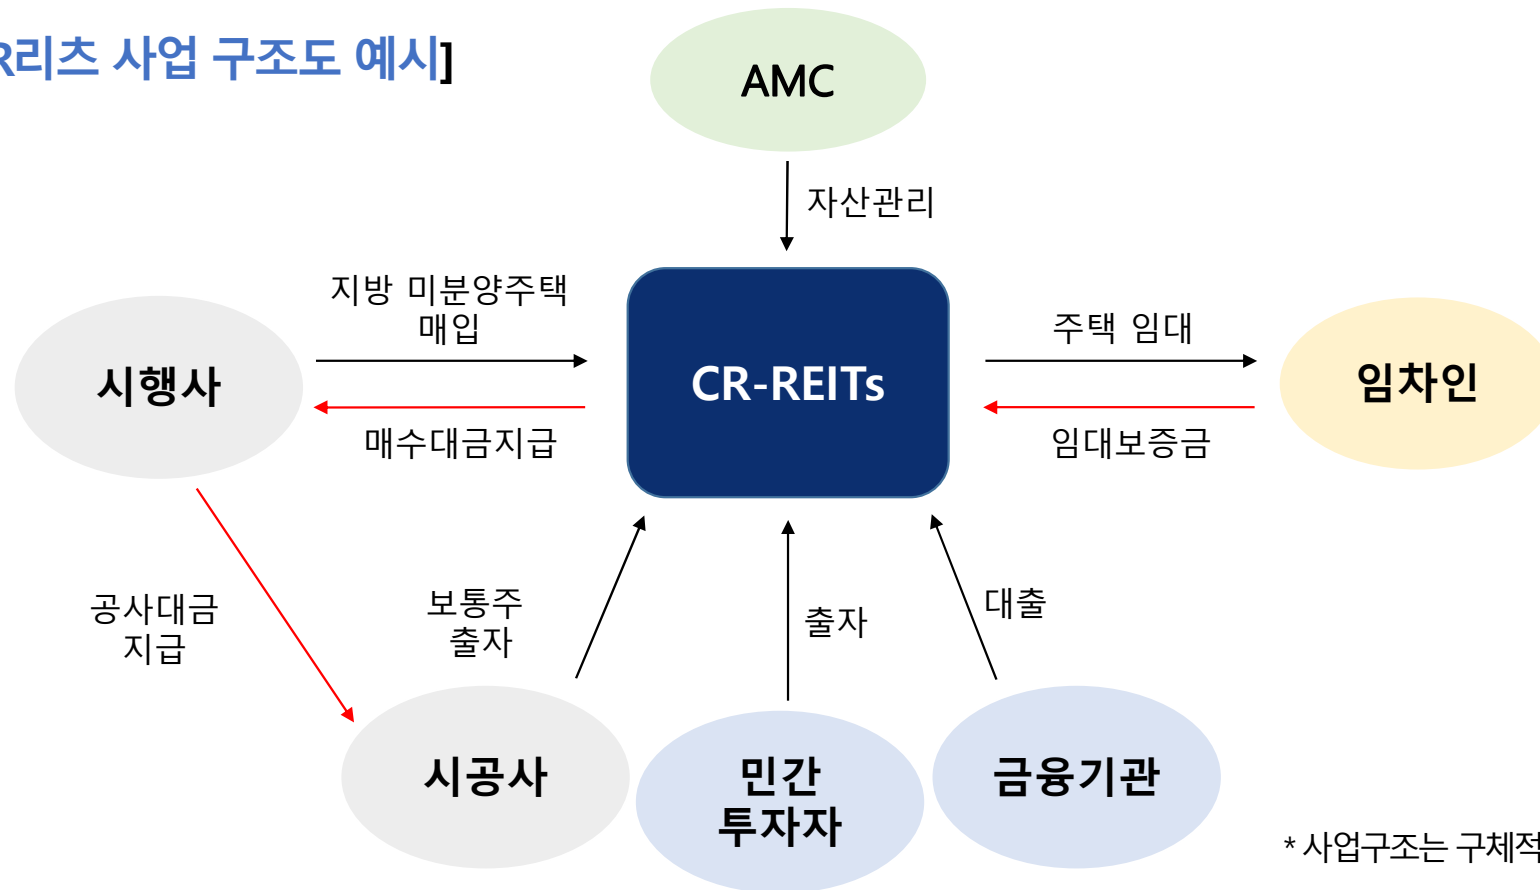 R리츠 사업 구조도 예시]
AMC
자산관리
지방 미분양주택
매입
시행사
CR-REITs
주택 임대
임차인
매수대금지급
임대보증금
공사대금
지급
보통주
출자
출자
대출
시공사
민간
투자자
금융기관
* 사업구조는 구체적